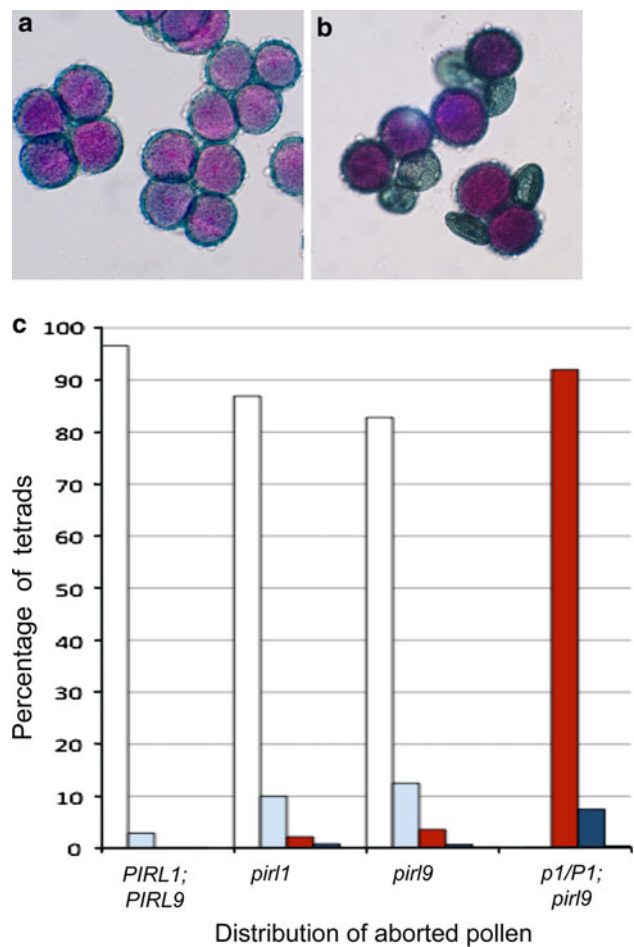 a
b
c
100
90
80
70
60
50
40
30
20
10
0
Percentage of tetrads
PIRL1;
PIRL9
pirl1
pirl9
p1/P1;
pirl9
Distribution of aborted pollen